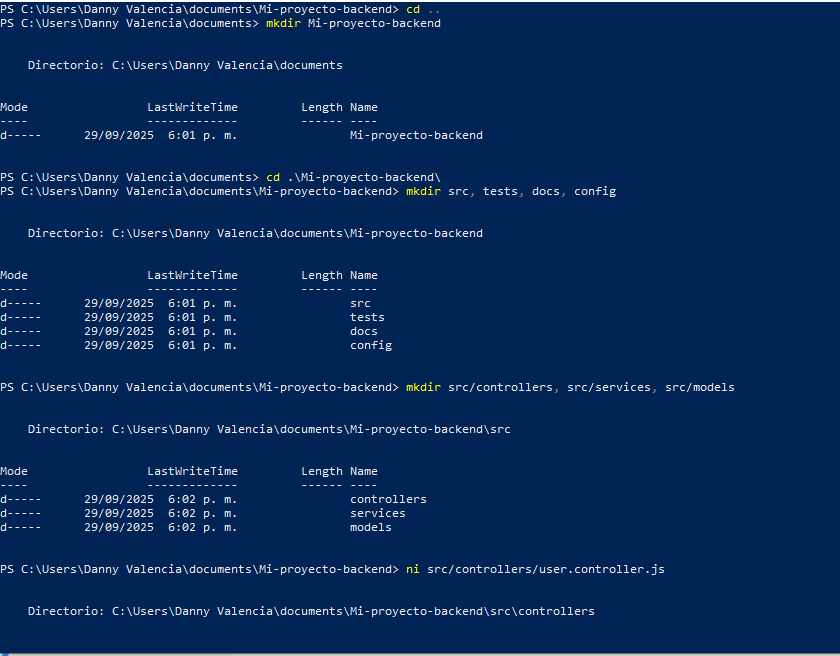 PS C:\Users\Danny Valencia\documents\Mi-proyecto-backend> cd ..
PS C:\Users\Danny Valencia\documents> mkdir Mi-proyecto-backend
Directorio: C:\Users\Danny Valencia\documents
Mode LastWriteTime Length Name
---- ------------- ------ ----
d----- 29/09/2025 6:01 p. m. Mi-proyecto-backend
PS C:\Users\Danny Valencia\documents> cd .\Mi-proyecto-backend\
PS C:\Users\Danny Valencia\documents\Mi-proyecto-backend> mkdir src, tests, docs, config
Directorio: C:\Users\Danny Valencia\documents\Mi-proyecto-backend
Mode LastWriteTime Length Name
---- ------------- ------ ----
d----- 29/09/2025 6:01 p. m. src
d----- 29/09/2025 6:01 p. m. tests
d----- 29/09/2025 6:01 p. m. docs
d----- 29/09/2025 6:01 p. m. config
PS C:\Users\Danny Valencia\documents\Mi-proyecto-backend> mkdir src/controllers, src/services, src/models
Directorio: C:\Users\Danny Valencia\documents\Mi-proyecto-backend\src
Mode LastWriteTime Length Name
---- ------------- ------ ----
d----- 29/09/2025 6:02 p. m. controllers
d----- 29/09/2025 6:02 p. m. services
d----- 29/09/2025 6:02 p. m. models
PS C:\Users\Danny Valencia\documents\Mi-proyecto-backend> ni src/controllers/user.controller.js
Directorio: C:\Users\Danny Valencia\documents\Mi-proyecto-backend\src\controllers